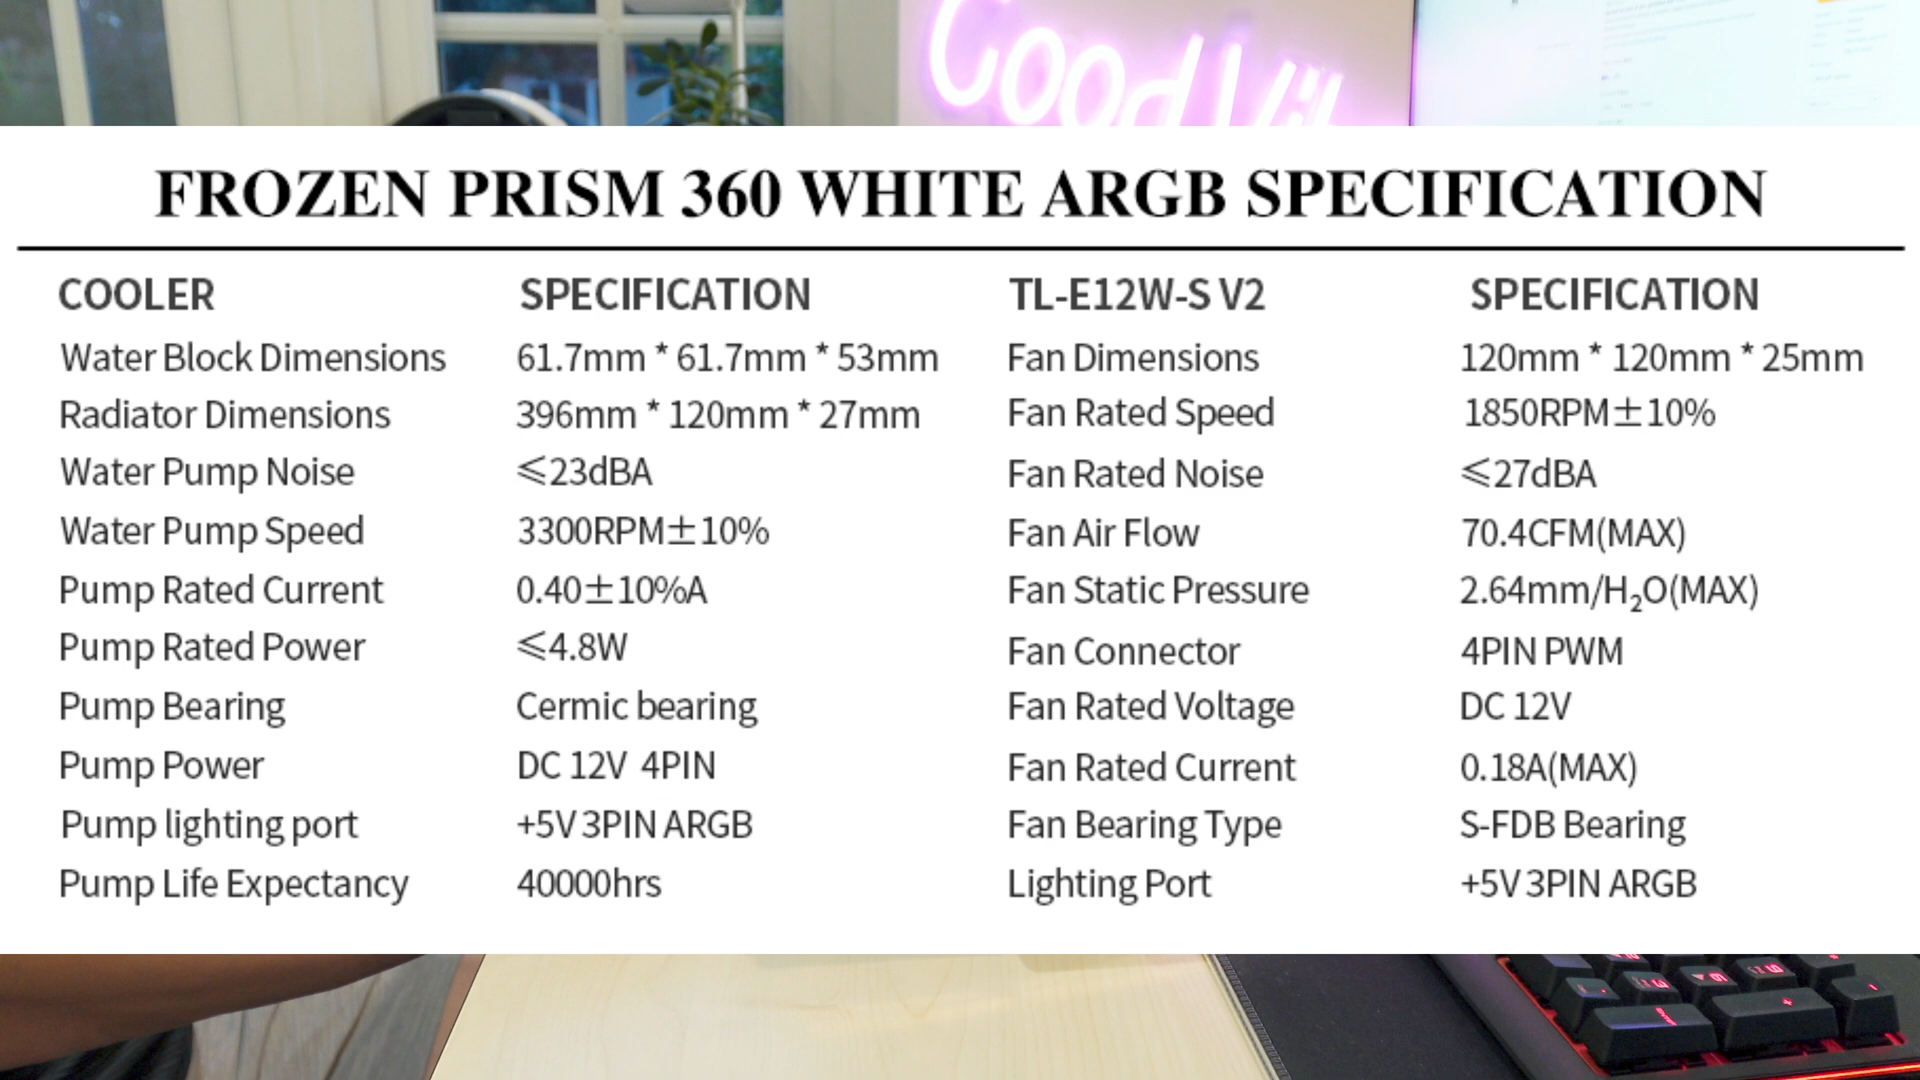 Good Vib
FROZEN PRISM 360 WHITE ARGB SPECIFICATION
COOLER SPECIFICATION TL-E12W-S V2 SPECIFICATION
Water Block Dimensions 61.7mm * 61.7mm * 53mm Fan Dimensions 120mm * 120mm * 25mm
Radiator Dimensions 396mm * 120mm * 27mm Fan Rated Speed 1850RPM±10%
Water Pump Noise ⩽23dBA Fan Rated Noise ⩽27dBA
Water Pump Speed 3300RPM±10% Fan Air Flow 70.4CFM(MAX)
Pump Rated Current 0.40±10%A Fan Static Pressure 2.64mm/H₂O(MAX)
Pump Rated Power ⩽4.8W Fan Connector 4PIN PWM
Pump Bearing Cermic bearing Fan Rated Voltage DC 12V
Pump Power DC 12V 4PIN Fan Rated Current 0.18A(MAX)
Pump lighting port +5V 3PIN ARGB Fan Bearing Type S-FDB Bearing
Pump Life Expectancy 40000hrs Lighting Port +5V 3PIN ARGB